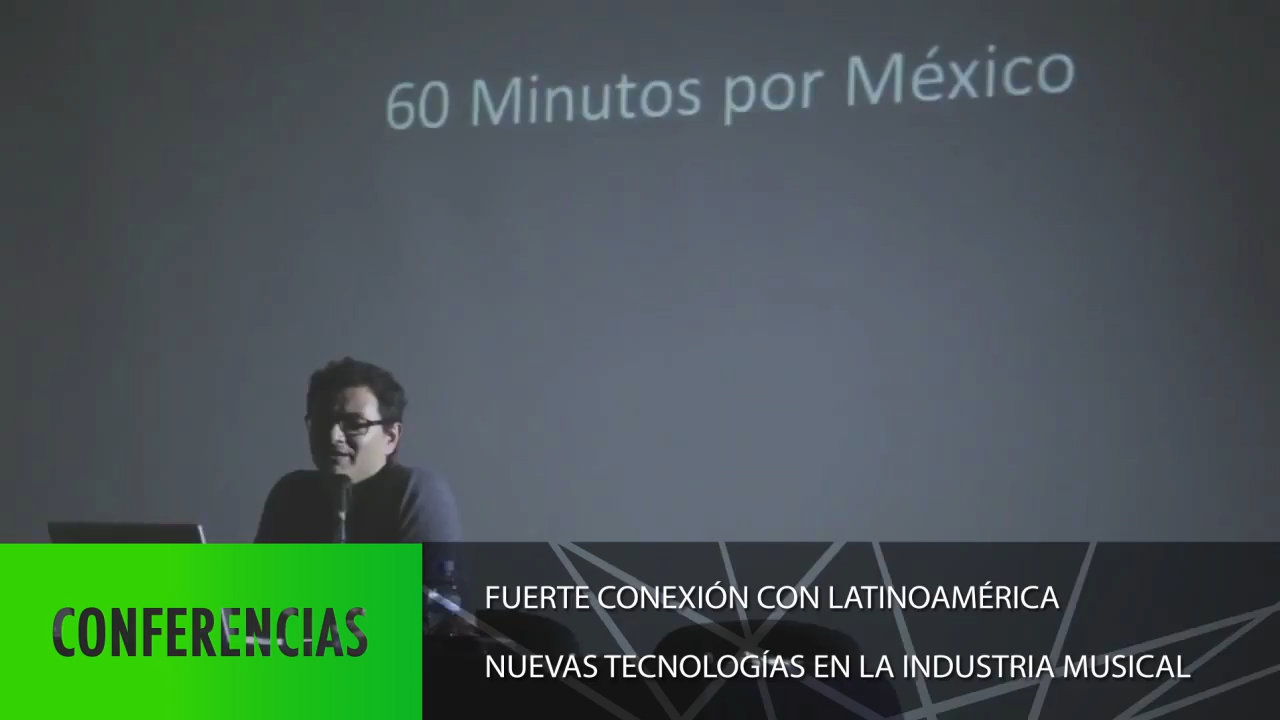 60 Minutos por México
CONFERENCIAS
FUERTE CONEXIÓN CON LATINOAMÉRICA
NUEVAS TECNOLOGÍAS EN LA INDUSTRIA MUSICAL